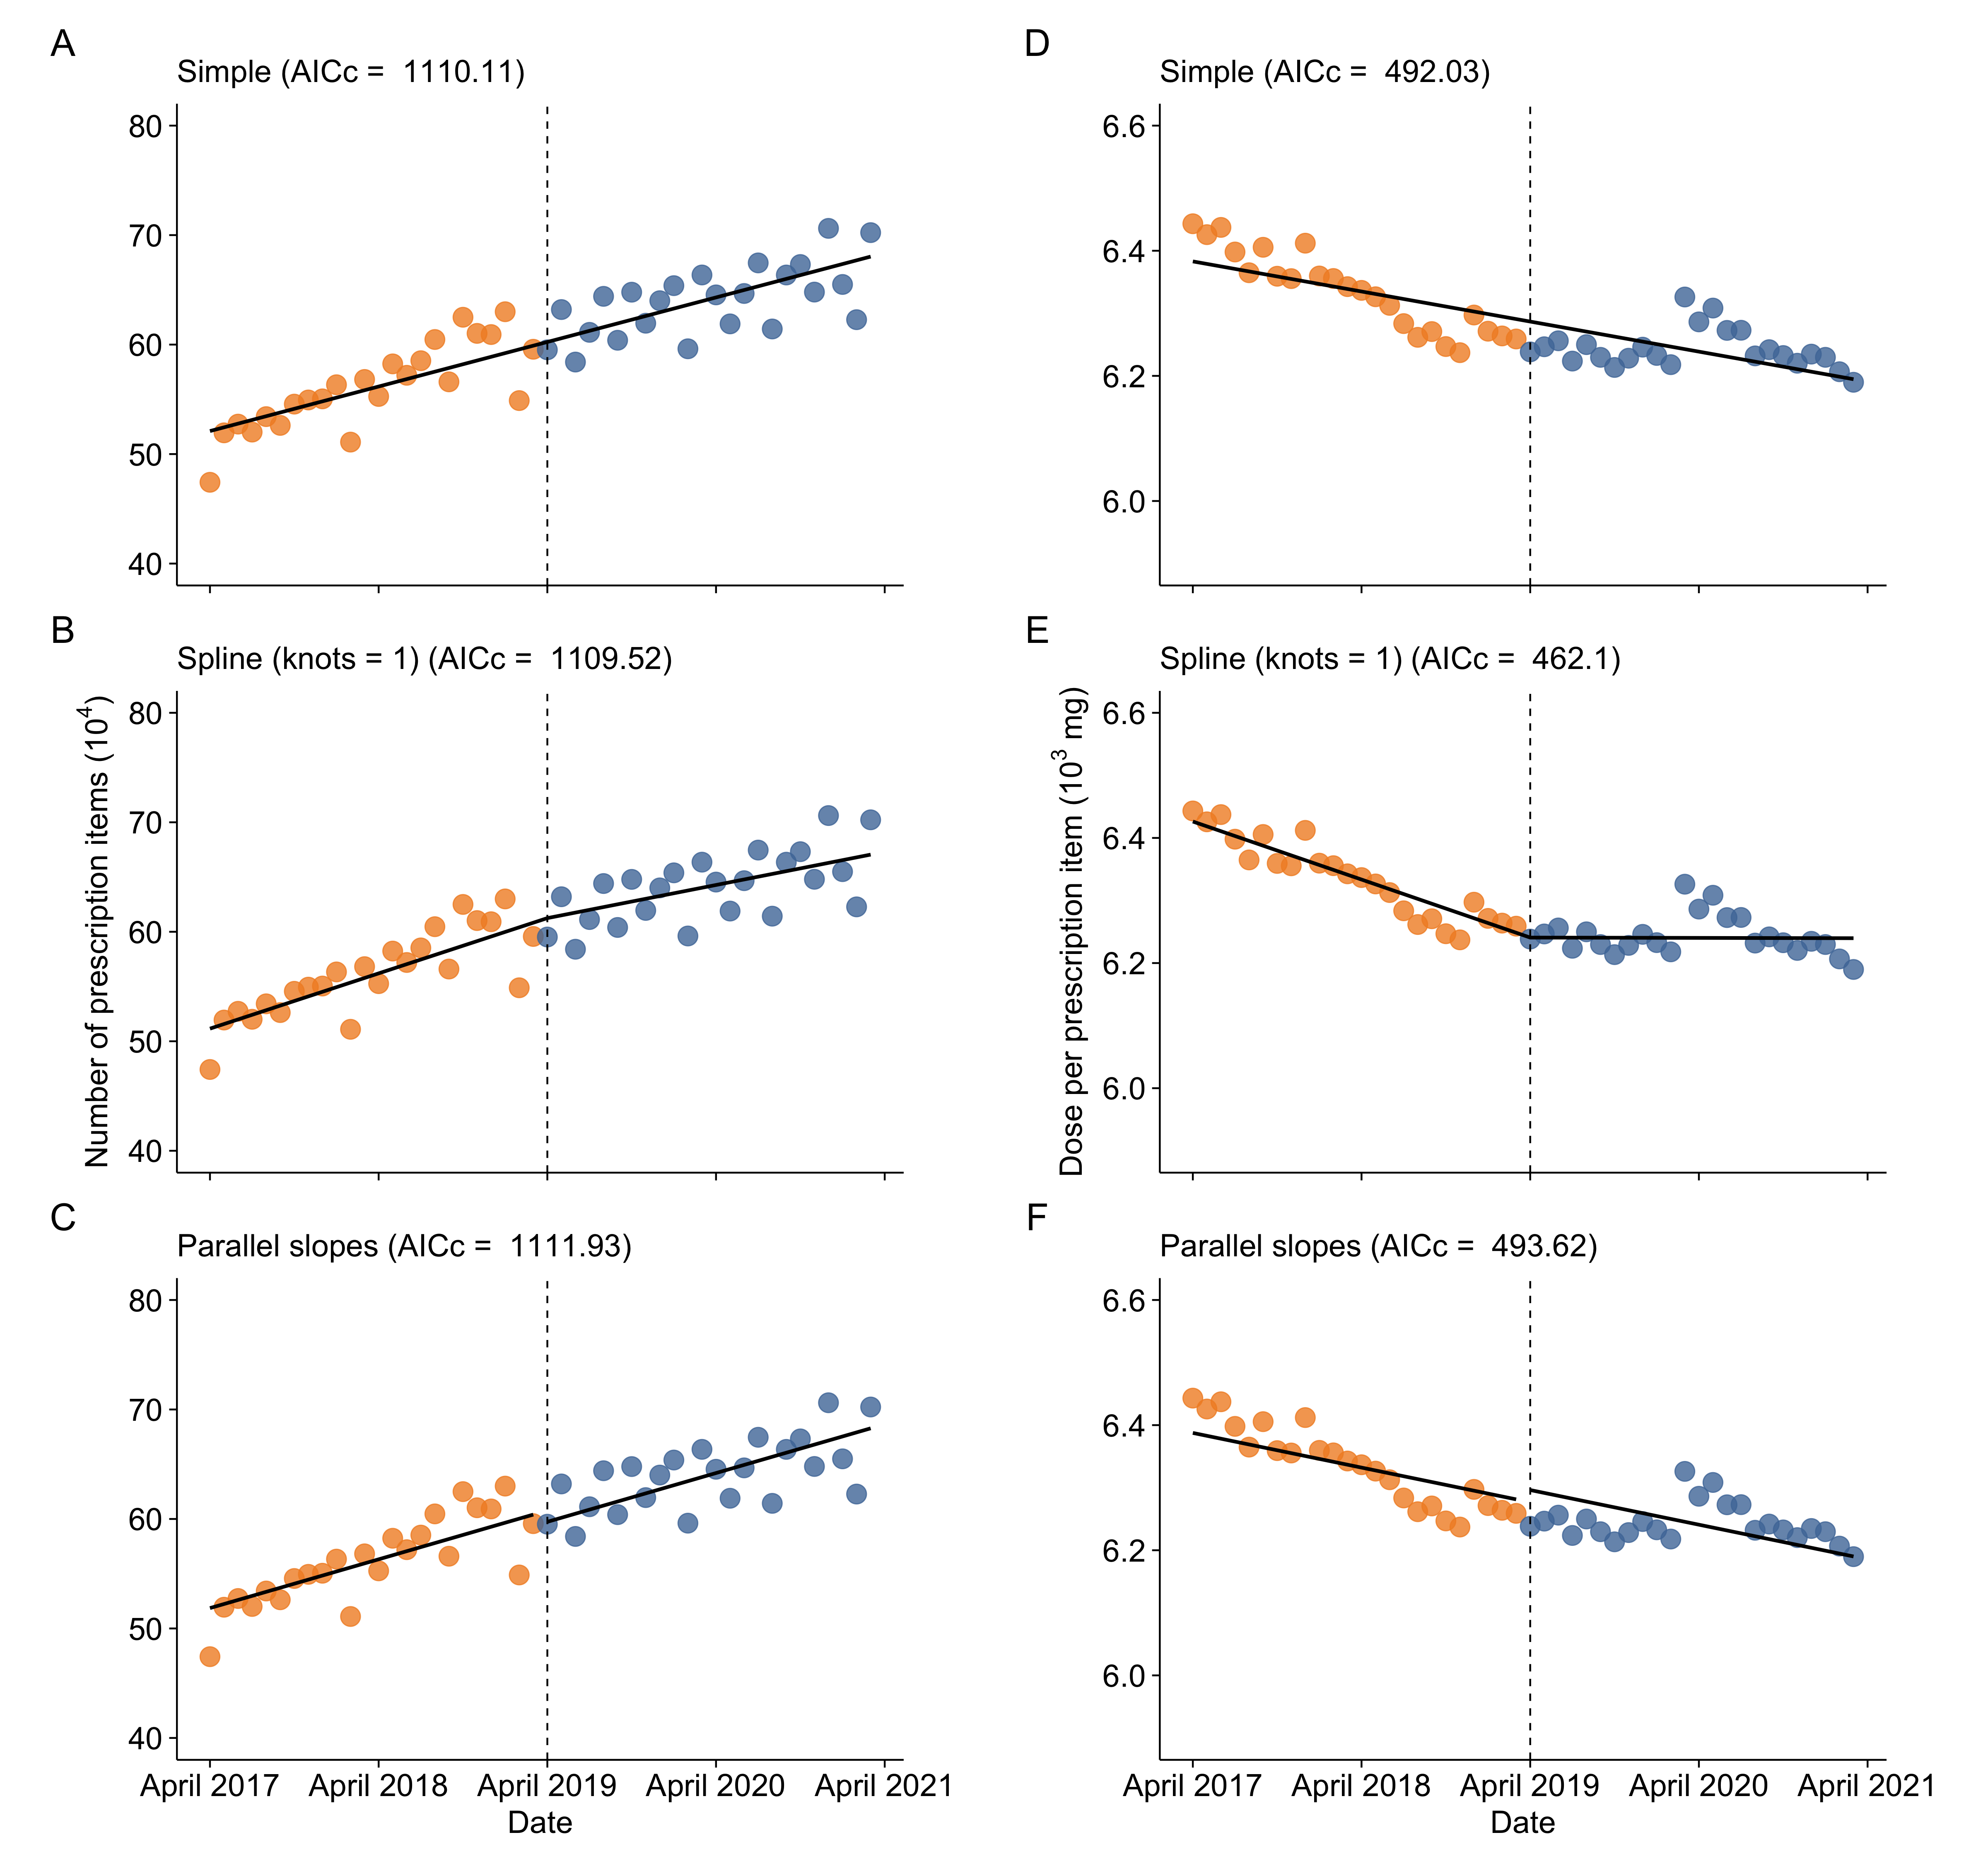 A
Simple (AICc =  1110.11)
80
70
60
50
40
B
Spline (knots = 1) (AICc =  1109.52)
Number of prescription items (10⁴)
80
70
60
50
40
C
Parallel slopes (AICc =  1111.93)
80
70
60
50
40
April 2017 April 2018 April 2019 April 2020 April 2021
Date
D
Simple (AICc =  492.03)
6.6
6.4
6.2
6.0
E
Spline (knots = 1) (AICc =  462.1)
Dose per prescription item (10³ mg)
6.6
6.4
6.2
6.0
F
Parallel slopes (AICc =  493.62)
6.6
6.4
6.2
6.0
April 2017 April 2018 April 2019 April 2020 April 2021
Date